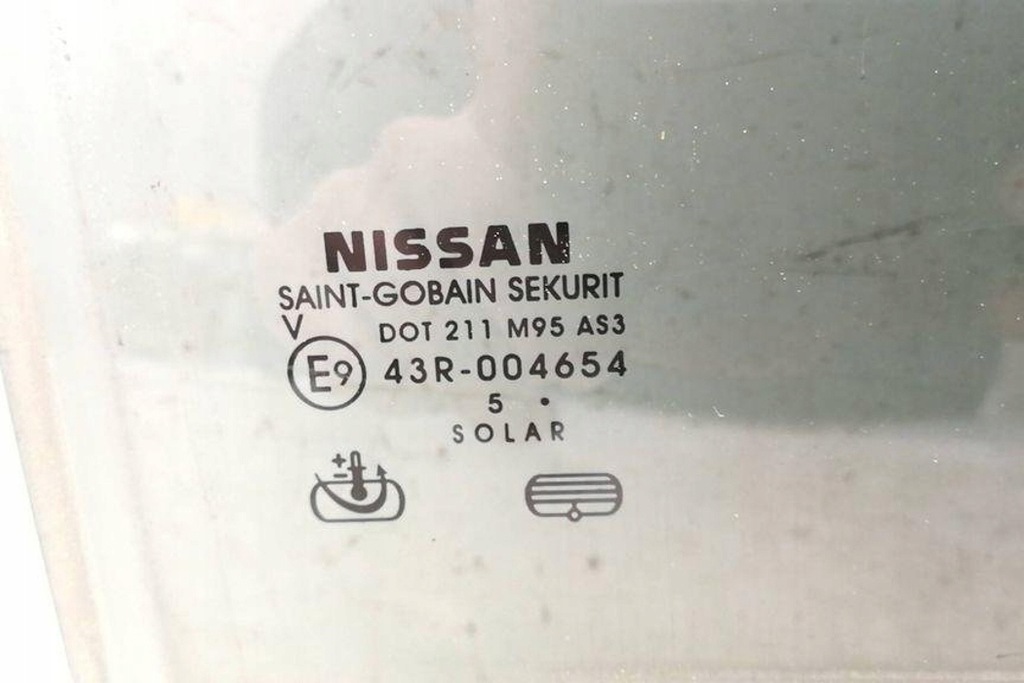 NISSAN
SAINT-GOBAIN SEKURIT
V DOT 211 M95 AS3
E9 43R-004654
5 •
SOLAR
+
−